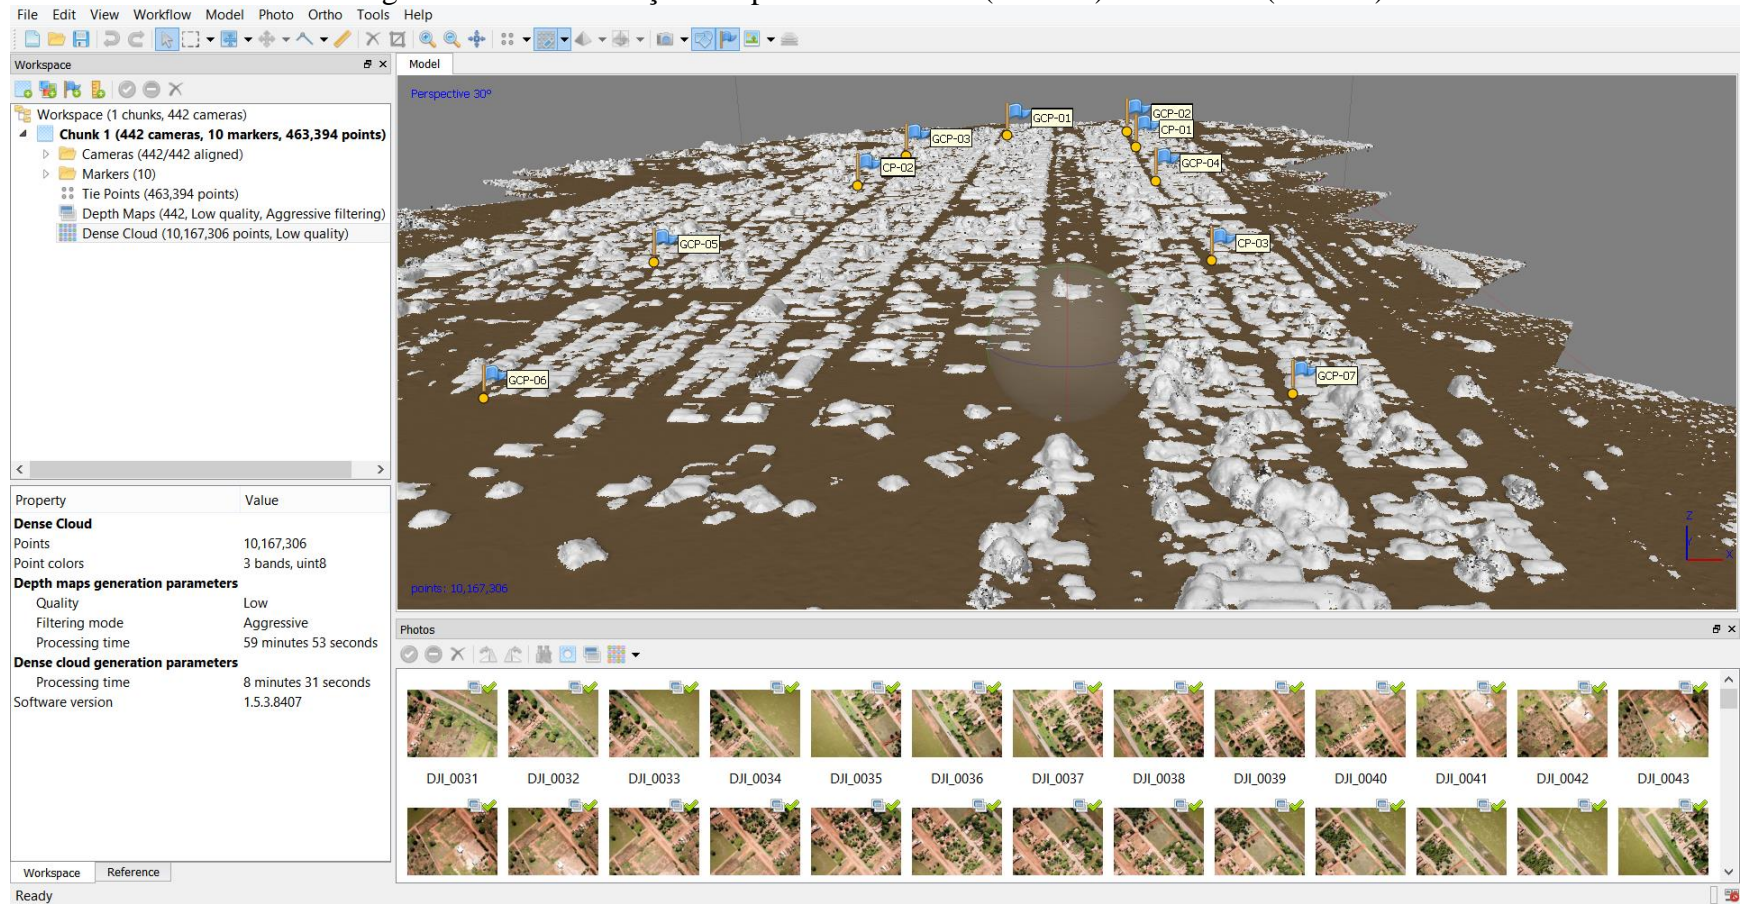 File Edit View Workflow Model Photo Ortho Tools Help
Workspace
Workspace (1 chunks, 442 cameras)
Chunk 1 (442 cameras, 10 markers, 463,394 points)
Cameras (442/442 aligned)
Markers (10)
Tie Points (463,394 points)
Depth Maps (442, Low quality, Aggressive filtering)
Dense Cloud (10,167,306 points, Low quality)
Property Value
Dense Cloud
Points 10,167,306
Point colors 3 bands, uint8
Depth maps generation parameters
Quality Low
Filtering mode Aggressive
Processing time 59 minutes 53 seconds
Dense cloud generation parameters
Processing time 8 minutes 31 seconds
Software version 1.5.3.8407
Workspace Reference
Ready
Model
Perspective 30°
GCP-01
GCP-02
CP-01
GCP-03
CP-02
GCP-04
GCP-05
CP-03
GCP-06
GCP-07
Z
Y
X
points: 10,167,306
Photos
DJI_0031 DJI_0032 DJI_0033 DJI_0034 DJI_0035 DJI_0036 DJI_0037 DJI_0038 DJI_0039 DJI_0040 DJI_0041 DJI_0042 DJI_0043